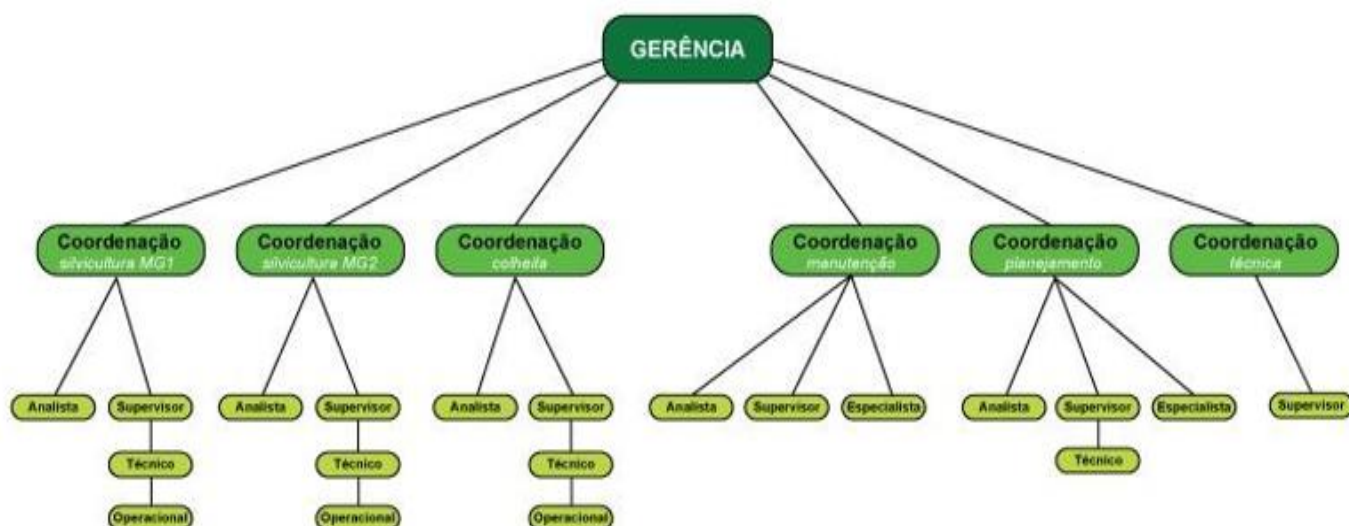 GERÊNCIA
Coordenação
silvicultura MG1
Coordenação
silvicultura MG2
Coordenação
colheita
Coordenação
manutenção
Coordenação
planejamento
Coordenação
técnica
Analista
Supervisor
Analista
Supervisor
Analista
Supervisor
Analista
Supervisor
Especialista
Analista
Supervisor
Especialista
Supervisor
Técnico
Técnico
Técnico
Técnico
Operacional
Operacional
Operacional